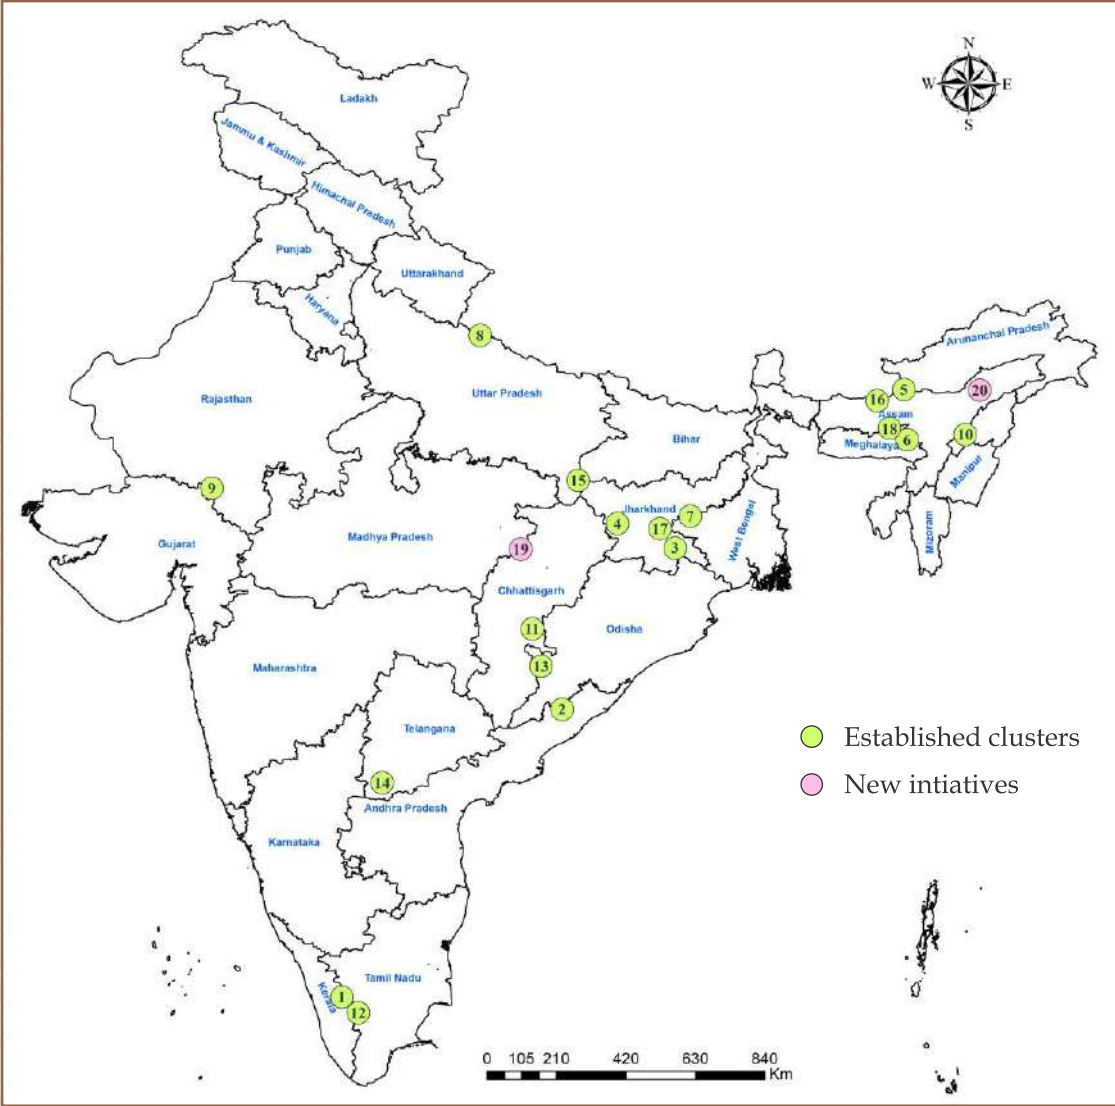 N
W E
S
Ladakh
Jammu & Kashmir
Himachal Pradesh
Punjab
Uttarakhand
Haryana
8
Arunanchal Pradesh
Rajasthan
Uttar Pradesh
5
20
16
Assam
18
Meghalaya
6
10
Bihar
Manipur
9
15
Jharkhand
4
17
7
3
West Bengal
Mizoram
Gujarat
Madhya Pradesh
19
Chhattisgarh
11
Odisha
13
Maharashtra
2
Telangana
14
Andhra Pradesh
Established clusters
New intiatives
Karnataka
Tamil Nadu
Kerala
1
12
0 105 210 420 630 840
Km